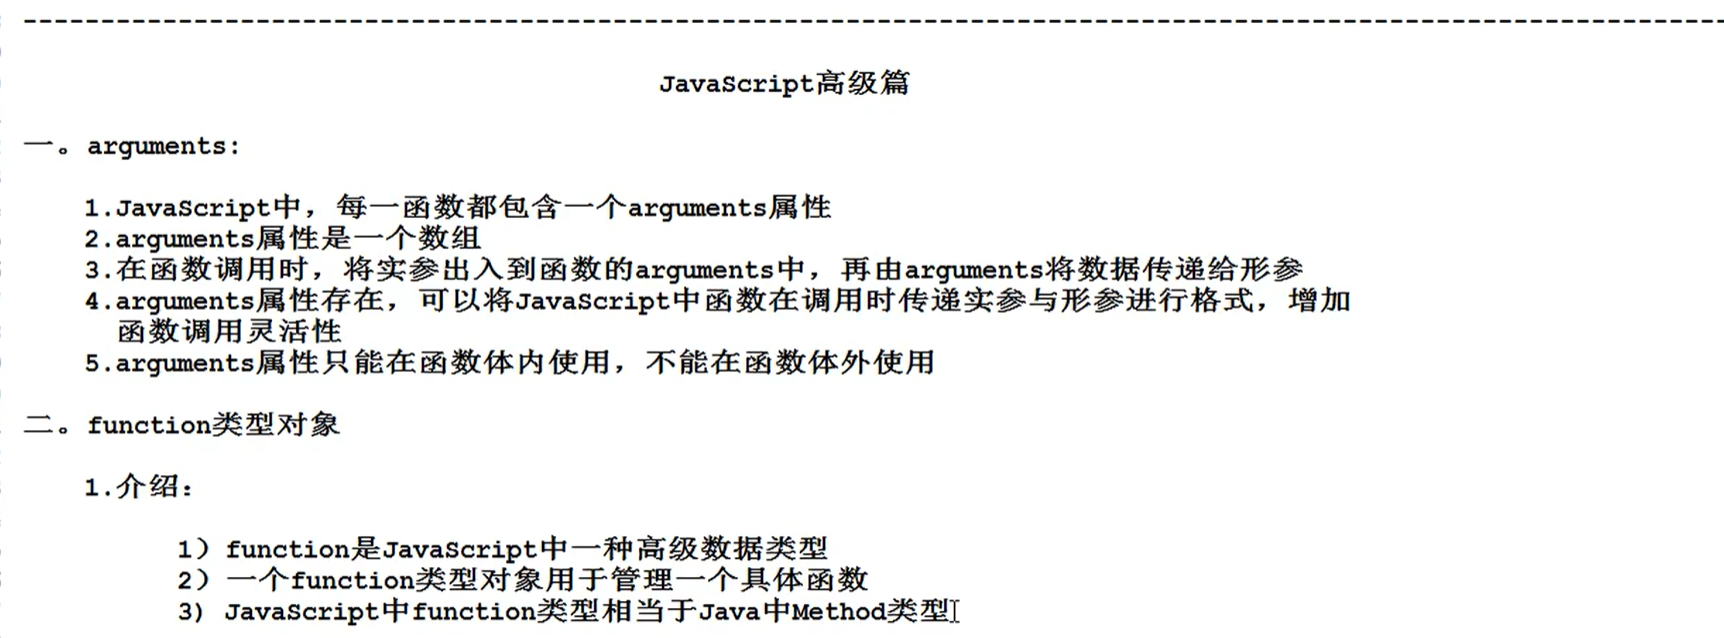 JavaScript高级篇
一。arguments:
1.JavaScript中，每一函数都包含一个arguments属性
2.arguments属性是一个数组
3.在函数调用时，将实参出入到函数的arguments中，再由arguments将数据传递给形参
4.arguments属性存在，可以将JavaScript中函数在调用时传递实参与形参进行格式，增加
函数调用灵活性
5.arguments属性只能在函数体内使用，不能在函数体外使用
二。function类型对象
1.介绍：
1）function是JavaScript中一种高级数据类型
2）一个function类型对象用于管理一个具体函数
3) JavaScript中function类型相当于Java中Method类型